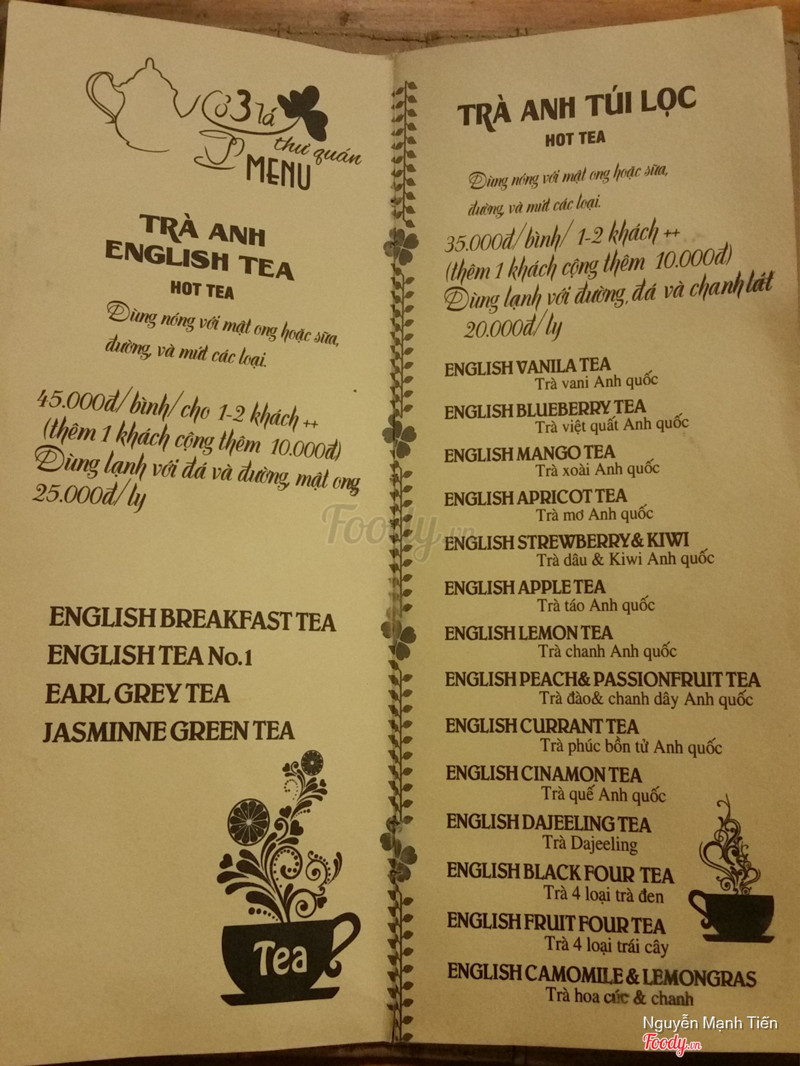 Cỏ 3 lá
thư quán
MENU
TRÀ ANH
ENGLISH TEA
HOT TEA
Dùng nóng với mật ong hoặc sữa,
đường, và mứt các loại.
45.000đ/bình/cho 1-2 khách ++
(thêm 1 khách cộng thêm 10.000đ)
Dùng lạnh với đá và đường, mật ong
25.000đ/ly
ENGLISH BREAKFAST TEA
ENGLISH TEA No.1
EARL GREY TEA
JASMINNE GREEN TEA
Tea
TRÀ ANH TÚI LỌC
HOT TEA
Dùng nóng với mật ong hoặc sữa,
đường, và mứt các loại.
35.000đ/bình/ 1-2 khách ++
(thêm 1 khách cộng thêm 10.000đ)
Dùng lạnh với đường, đá và chanh lát
20.000đ/ly
ENGLISH VANILA TEA
Trà vani Anh quốc
ENGLISH BLUEBERRY TEA
Trà việt quất Anh quốc
ENGLISH MANGO TEA
Trà xoài Anh quốc
ENGLISH APRICOT TEA
Trà mơ Anh quốc
ENGLISH STREWBERRY & KIWI
Trà dâu & Kiwi Anh quốc
ENGLISH APPLE TEA
Trà táo Anh quốc
ENGLISH LEMON TEA
Trà chanh Anh quốc
ENGLISH PEACH& PASSIONFRUIT TEA
Trà đào& chanh dây Anh quốc
ENGLISH CURRANT TEA
Trà phúc bồn tử Anh quốc
ENGLISH CINAMON TEA
Trà quế Anh quốc
ENGLISH DAJEELING TEA
Trà Dajeeling
ENGLISH BLACK FOUR TEA
Trà 4 loại trà đen
ENGLISH FRUIT FOUR TEA
Trà 4 loại trái cây
ENGLISH CAMOMILE & LEMONGRAS
Trà hoa cúc & chanh
Foody.vn
Nguyễn Mạnh Tiến
Foody.vn